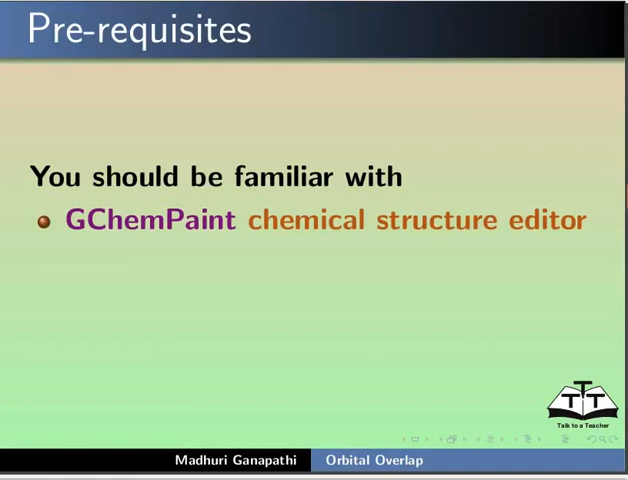 Pre-requisites
You should be familiar with
GChemPaint chemical structure editor
T T T
Talk to a Teacher
Madhuri Ganapathi Orbital Overlap